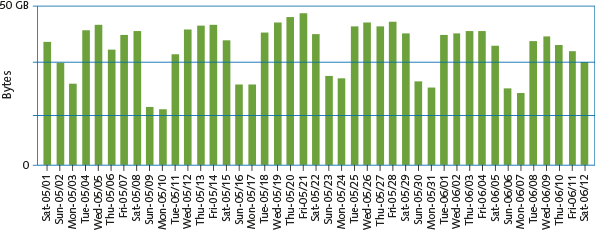 50 GB
Bytes
0
Sat-05/01
Sun-05/02
Mon-05/03
Tue-05/04
Wed-05/05
Thu-05/06
Fri-05/07
Sat-05/08
Sun-05/09
Mon-05/10
Tue-05/11
Wed-05/12
Thu-05/13
Fri-05/14
Sat-05/15
Sun-05/16
Mon-05/17
Tue-05/18
Wed-05/19
Thu-05/20
Fri-05/21
Sat-05/22
Sun-05/23
Mon-05/24
Tue-05/25
Wed-05/26
Thu-05/27
Fri-05/28
Sat-05/29
Sun-05/30
Mon-05/31
Tue-06/01
Wed-06/02
Thu-06/03
Fri-06/04
Sat-06/05
Sun-06/06
Mon-06/07
Tue-06/08
Wed-06/09
Thu-06/10
Fri-06/11
Sat-06/12